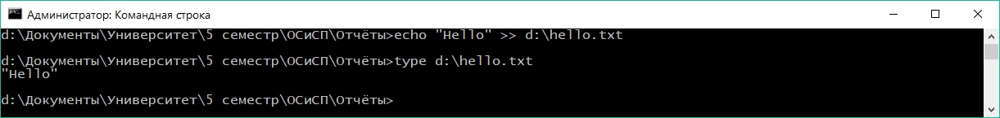 Администратор: Командная строка
d:\Документы\Университет\5 семестр\ОСиСП\Отчёты>echo "Hello" >> d:\hello.txt
d:\Документы\Университет\5 семестр\ОСиСП\Отчёты>type d:\hello.txt
"Hello"
d:\Документы\Университет\5 семестр\ОСиСП\Отчёты>